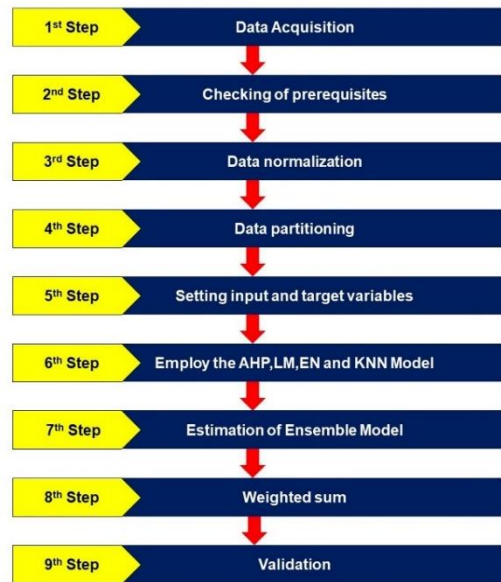 1st Step Data Acquisition
2nd Step Checking of prerequisites
3rd Step Data normalization
4th Step Data partitioning
5th Step Setting input and target variables
6th Step Employ the AHP,LM,EN and KNN Model
7th Step Estimation of Ensemble Model
8th Step Weighted sum
9th Step Validation